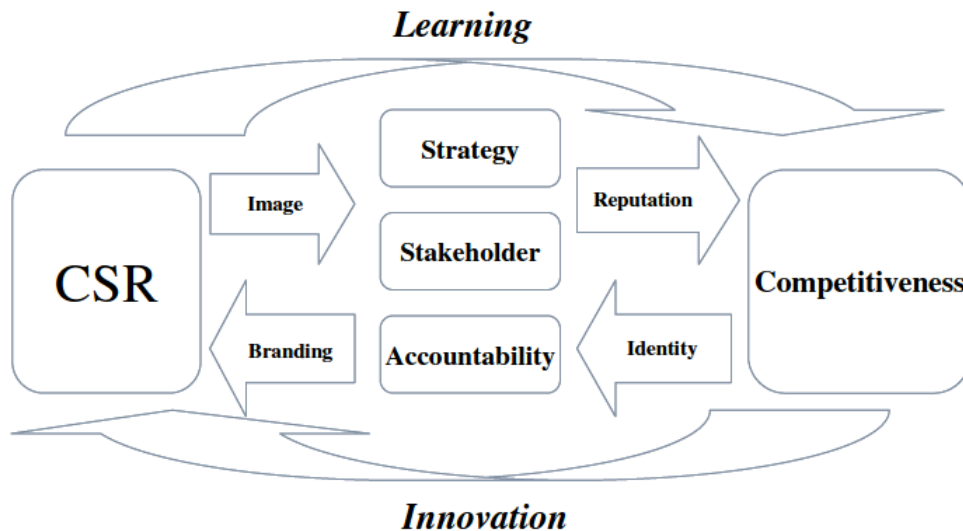 Learning
Strategy
Image
Reputation
Stakeholder
CSR
Competitiveness
Branding
Accountability
Identity
Innovation